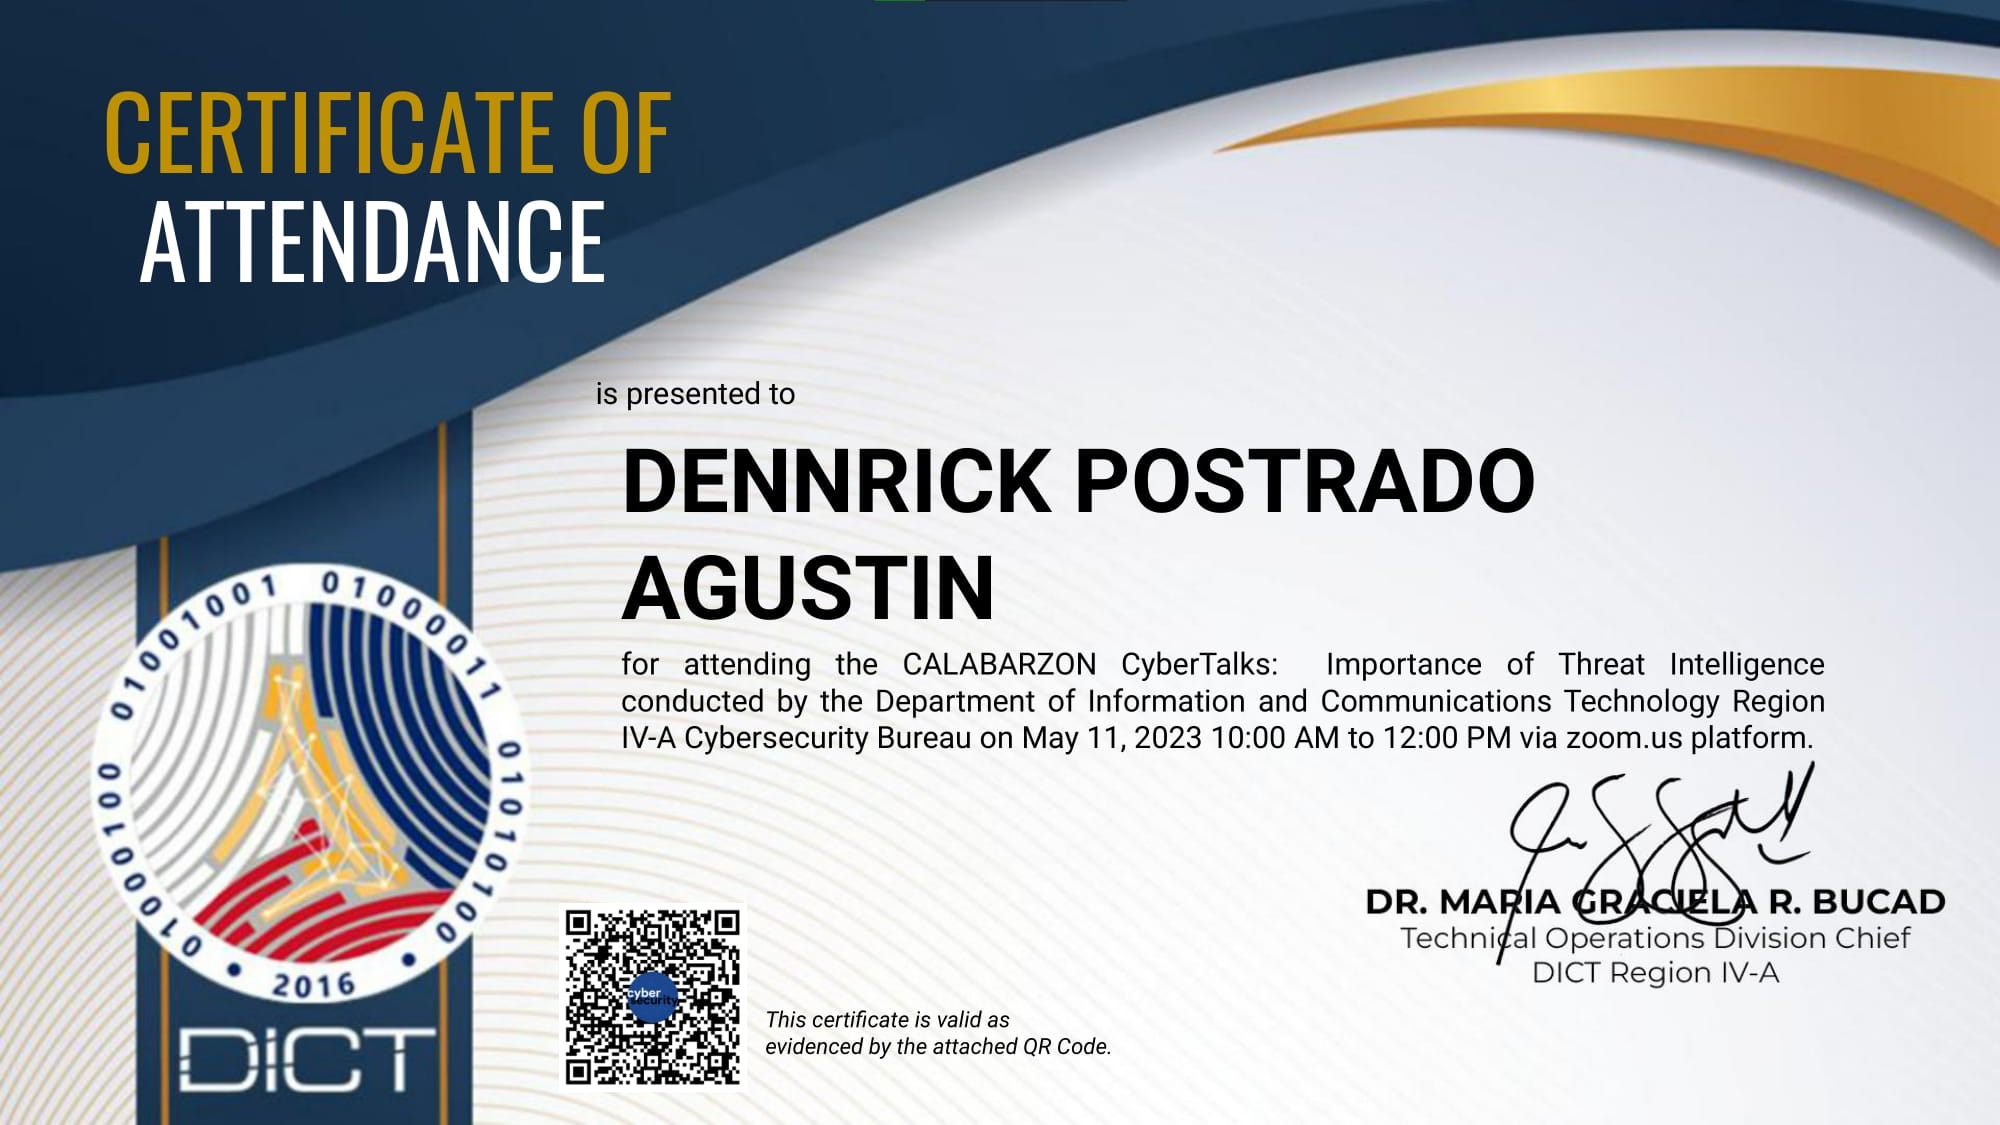 CERTIFICATE OF
ATTENDANCE
is presented to
DENNRICK POSTRADO
AGUSTIN
for attending the CALABARZON CyberTalks: Importance of Threat Intelligence
conducted by the Department of Information and Communications Technology Region
IV-A Cybersecurity Bureau on May 11, 2023 10:00 AM to 12:00 PM via zoom.us platform.
01000100 01001001 01000011 01010100
2016
DICT
cyber
security
This certificate is valid as
evidenced by the attached QR Code.
DR. MARIA GRACIELA R. BUCAD
Technical Operations Division Chief
DICT Region IV-A